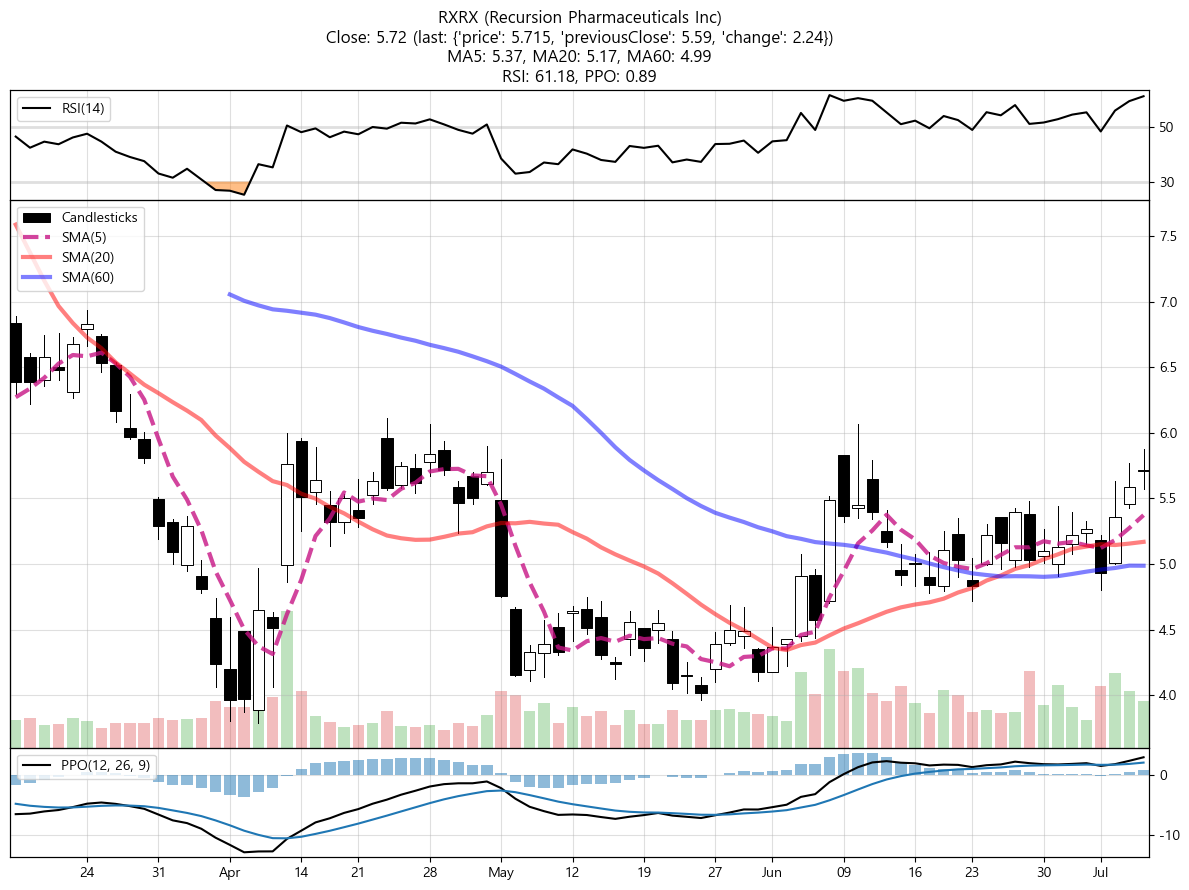 RXRX (Recursion Pharmaceuticals Inc)
Close: 5.72 (last: {'price': 5.715, 'previousClose': 5.59, 'change': 2.24})
MA5: 5.37, MA20: 5.17, MA60: 4.99
RSI: 61.18, PPO: 0.89
RSI(14)
50
30
Candlesticks
SMA(5)
SMA(20)
SMA(60)
7.5
7.0
6.5
6.0
5.5
5.0
4.5
4.0
PPO(12, 26, 9)
0
-10
24 31 Apr 14 21 28 May 12 19 27 Jun 09 16 23 30 Jul